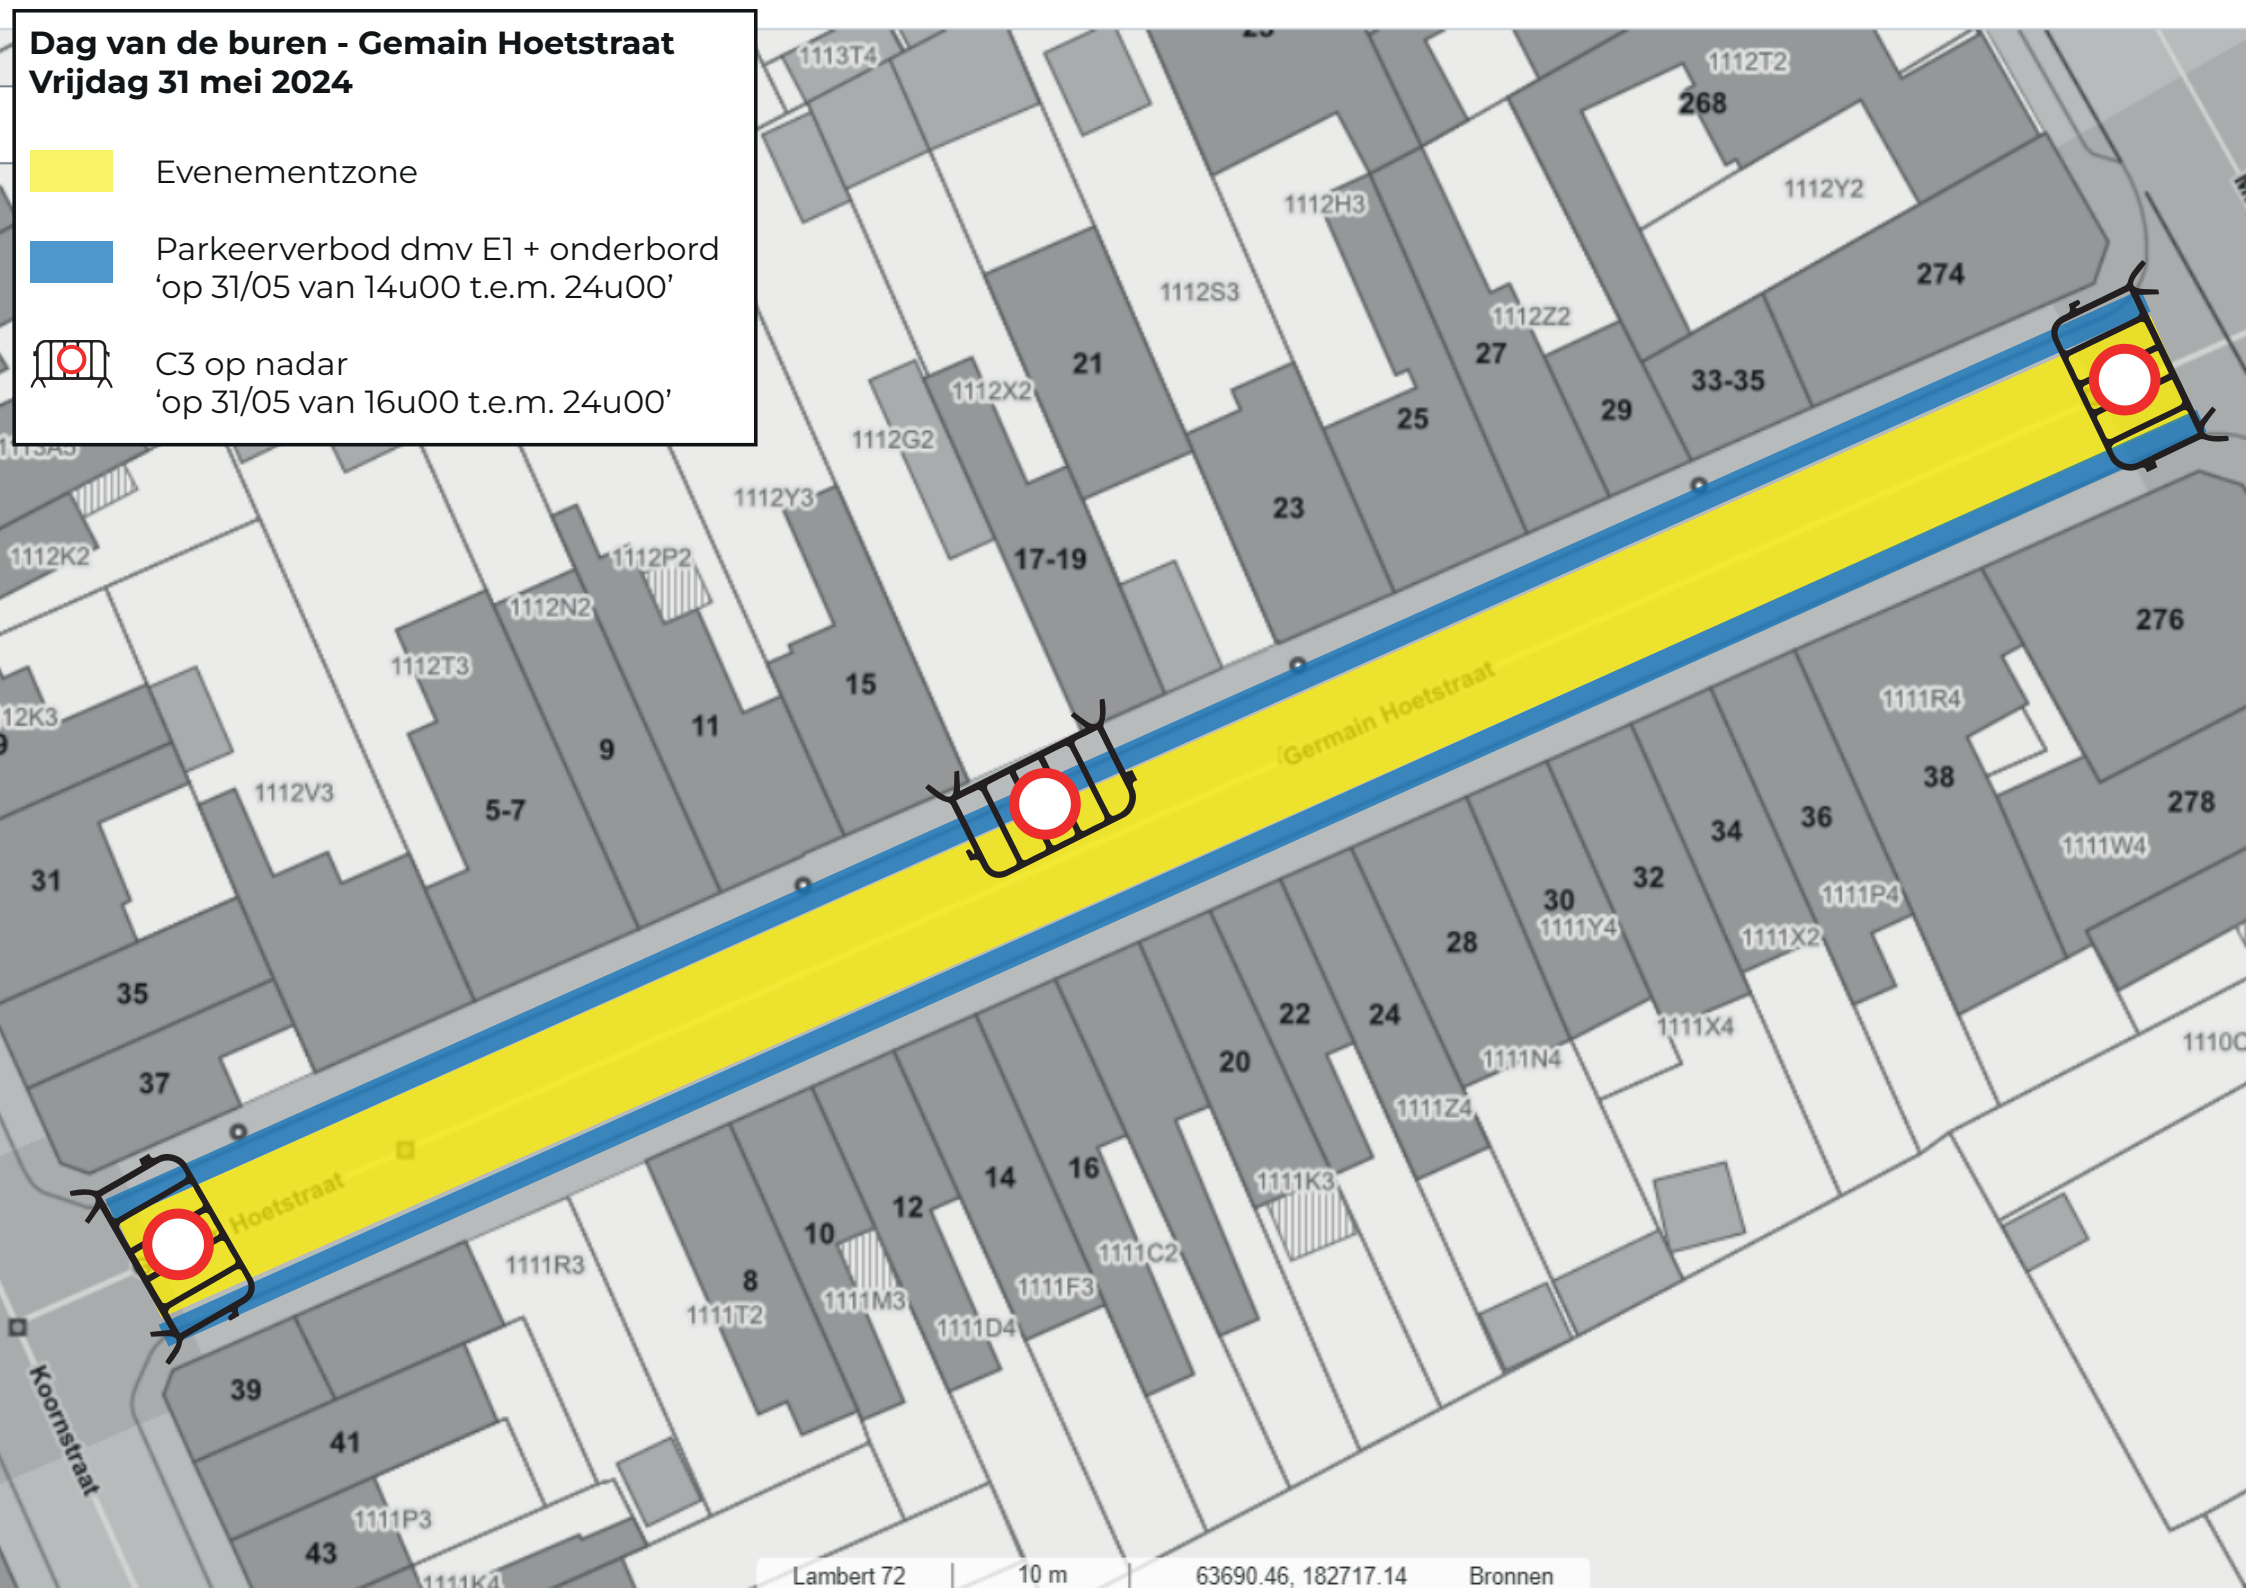 Dag van de buren - Gemain Hoetstraat
Vrijdag 31 mei 2024
Evenementzone
Parkeerverbod dmv E1 + onderbord
‘op 31/05 van 14u00 t.e.m. 24u00’
C3 op nadar
‘op 31/05 van 16u00 t.e.m. 24u00’
1113T4
1112T2
268
1112Y2
1112H3
274
1112S3
1112Z2
27
21
33-35
1112X2
29
25
1112G2
1112Y3
23
1112K2
1112P2
17-19
1112N2
276
1112T3
15
Germain Hoetstraat
1111R4
11
9
38
1112V3
5-7
278
36
34
1111W4
31
32
1111P4
30
1111Y4
1111X2
28
35
22
24
1111X4
20
1111N4
37
1111Z4
16
14
1111K3
Hoetstraat
12
10
1111C2
1111R3
8
1111F3
1111M3
1111T2
1111D4
39
Koornstraat
41
1111P3
43
1111K4
Lambert 72
10 m
63690.46, 182717.14
Bronnen